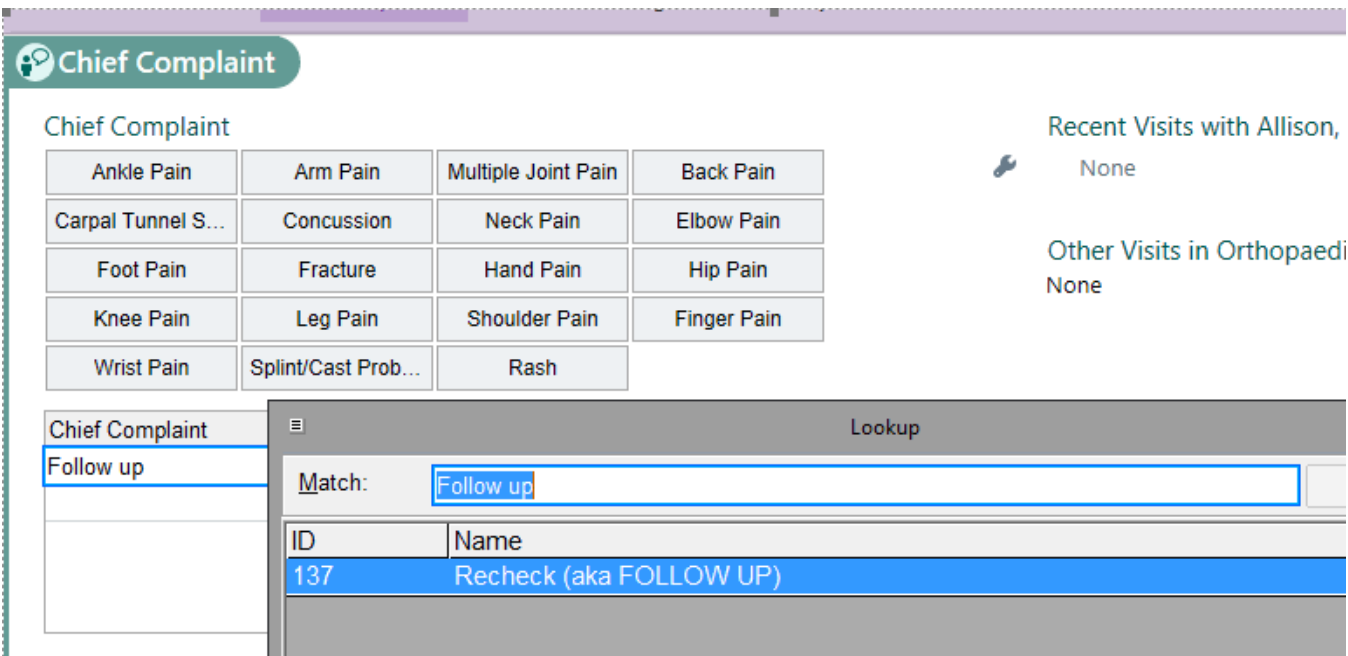 Chief Complaint
Chief Complaint
Ankle Pain Arm Pain Multiple Joint Pain Back Pain
Carpal Tunnel S... Concussion Neck Pain Elbow Pain
Foot Pain Fracture Hand Pain Hip Pain
Knee Pain Leg Pain Shoulder Pain Finger Pain
Wrist Pain Splint/Cast Prob... Rash
Recent Visits with Allison,
None
Other Visits in Orthopaedi
None
Chief Complaint
Follow up
Lookup
Match: Follow up
ID Name
137 Recheck (aka FOLLOW UP)